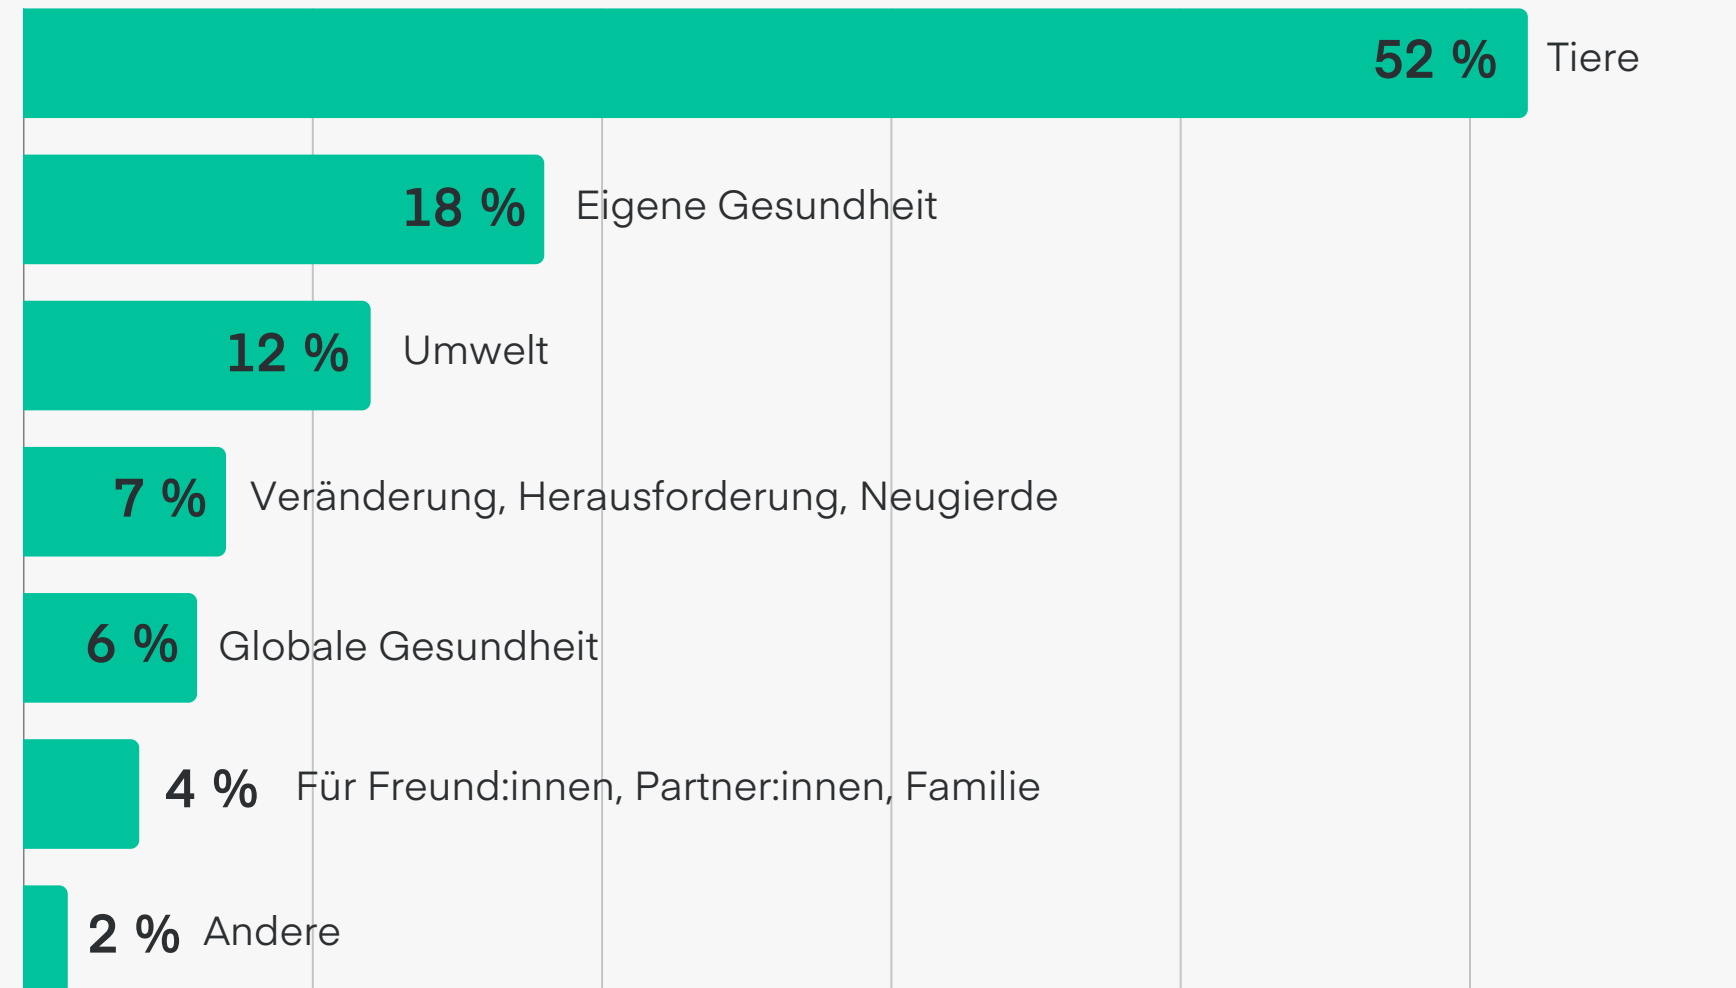 52 % Tiere
18 % Eigene Gesundheit
12 % Umwelt
7 % Veränderung, Herausforderung, Neugierde
6 % Globale Gesundheit
4 % Für Freund:innen, Partner:innen, Familie
2 % Andere